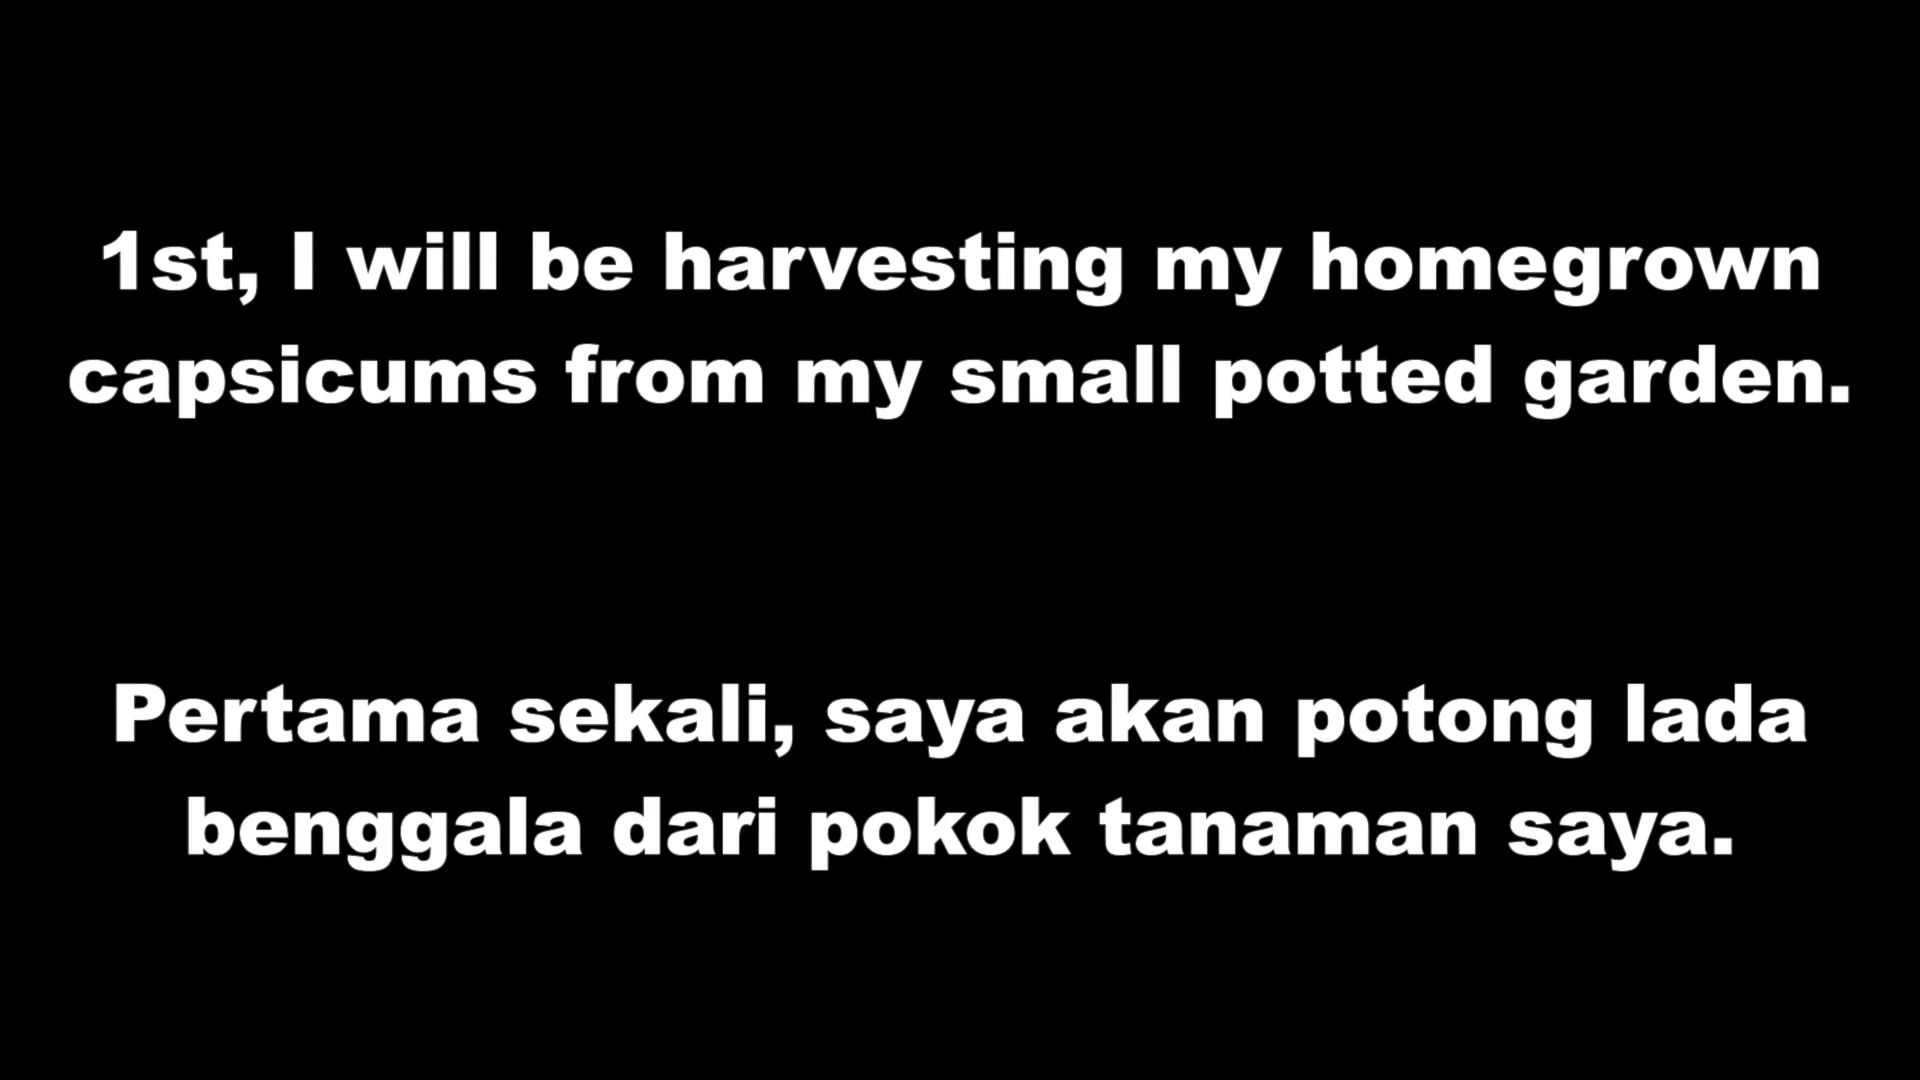 1st, I will be harvesting my homegrown
capsicums from my small potted garden.
Pertama sekali, saya akan potong lada
benggala dari pokok tanaman saya.